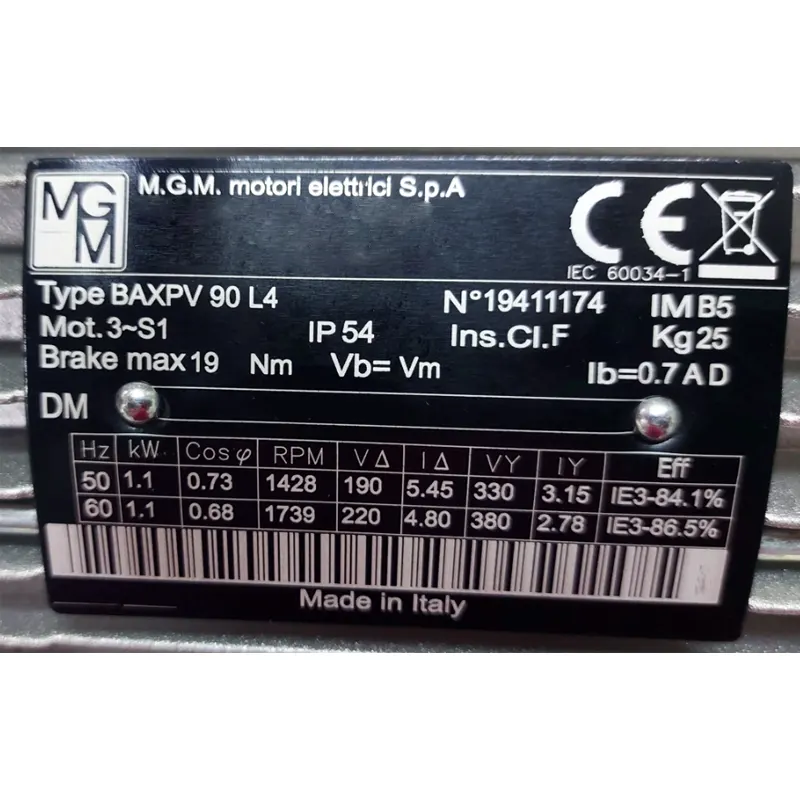 MGM
M.G.M. motori elettrici S.p.A
CE
IEC 60034-1
Type BAXPV 90 L4 N°19411174 IM B5
Mot. 3~S1 IP 54 Ins.Cl.F Kg 25
Brake max 19 Nm Vb= Vm Ib=0.7 A D
DM
Hz kW Cos φ RPM V Δ I Δ VY IY Eff
50 1.1 0.73 1428 190 5.45 330 3.15 IE3-84.1%
60 1.1 0.68 1739 220 4.80 380 2.78 IE3-86.5%
Made in Italy